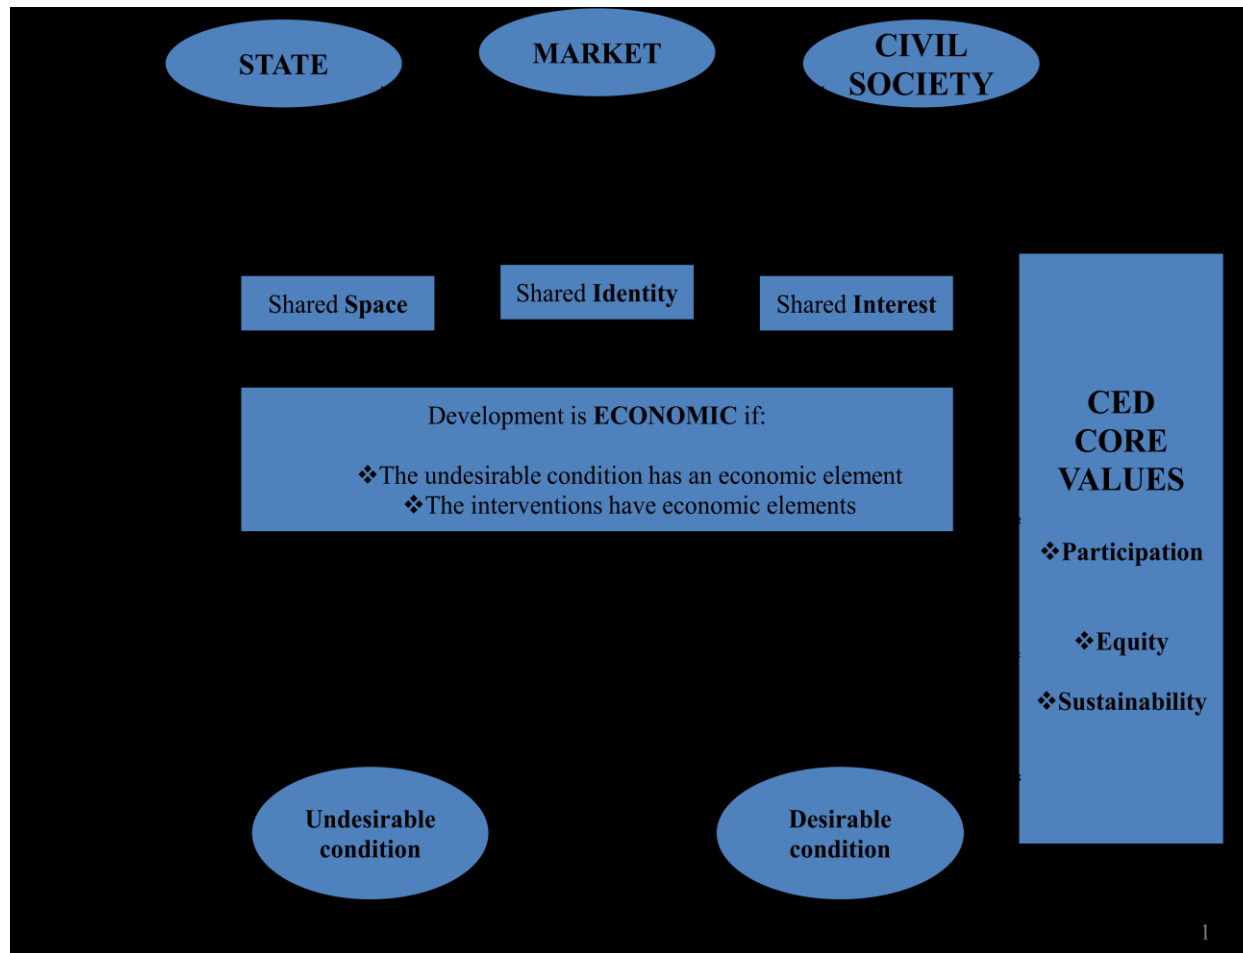 STATE
MARKET
CIVIL
SOCIETY
Shared Space
Shared Identity
Shared Interest
Development is ECONOMIC if:
❖The undesirable condition has an economic element
❖The interventions have economic elements
CED
CORE
VALUES
❖Participation
❖Equity
❖Sustainability
Undesirable
condition
Desirable
condition
1